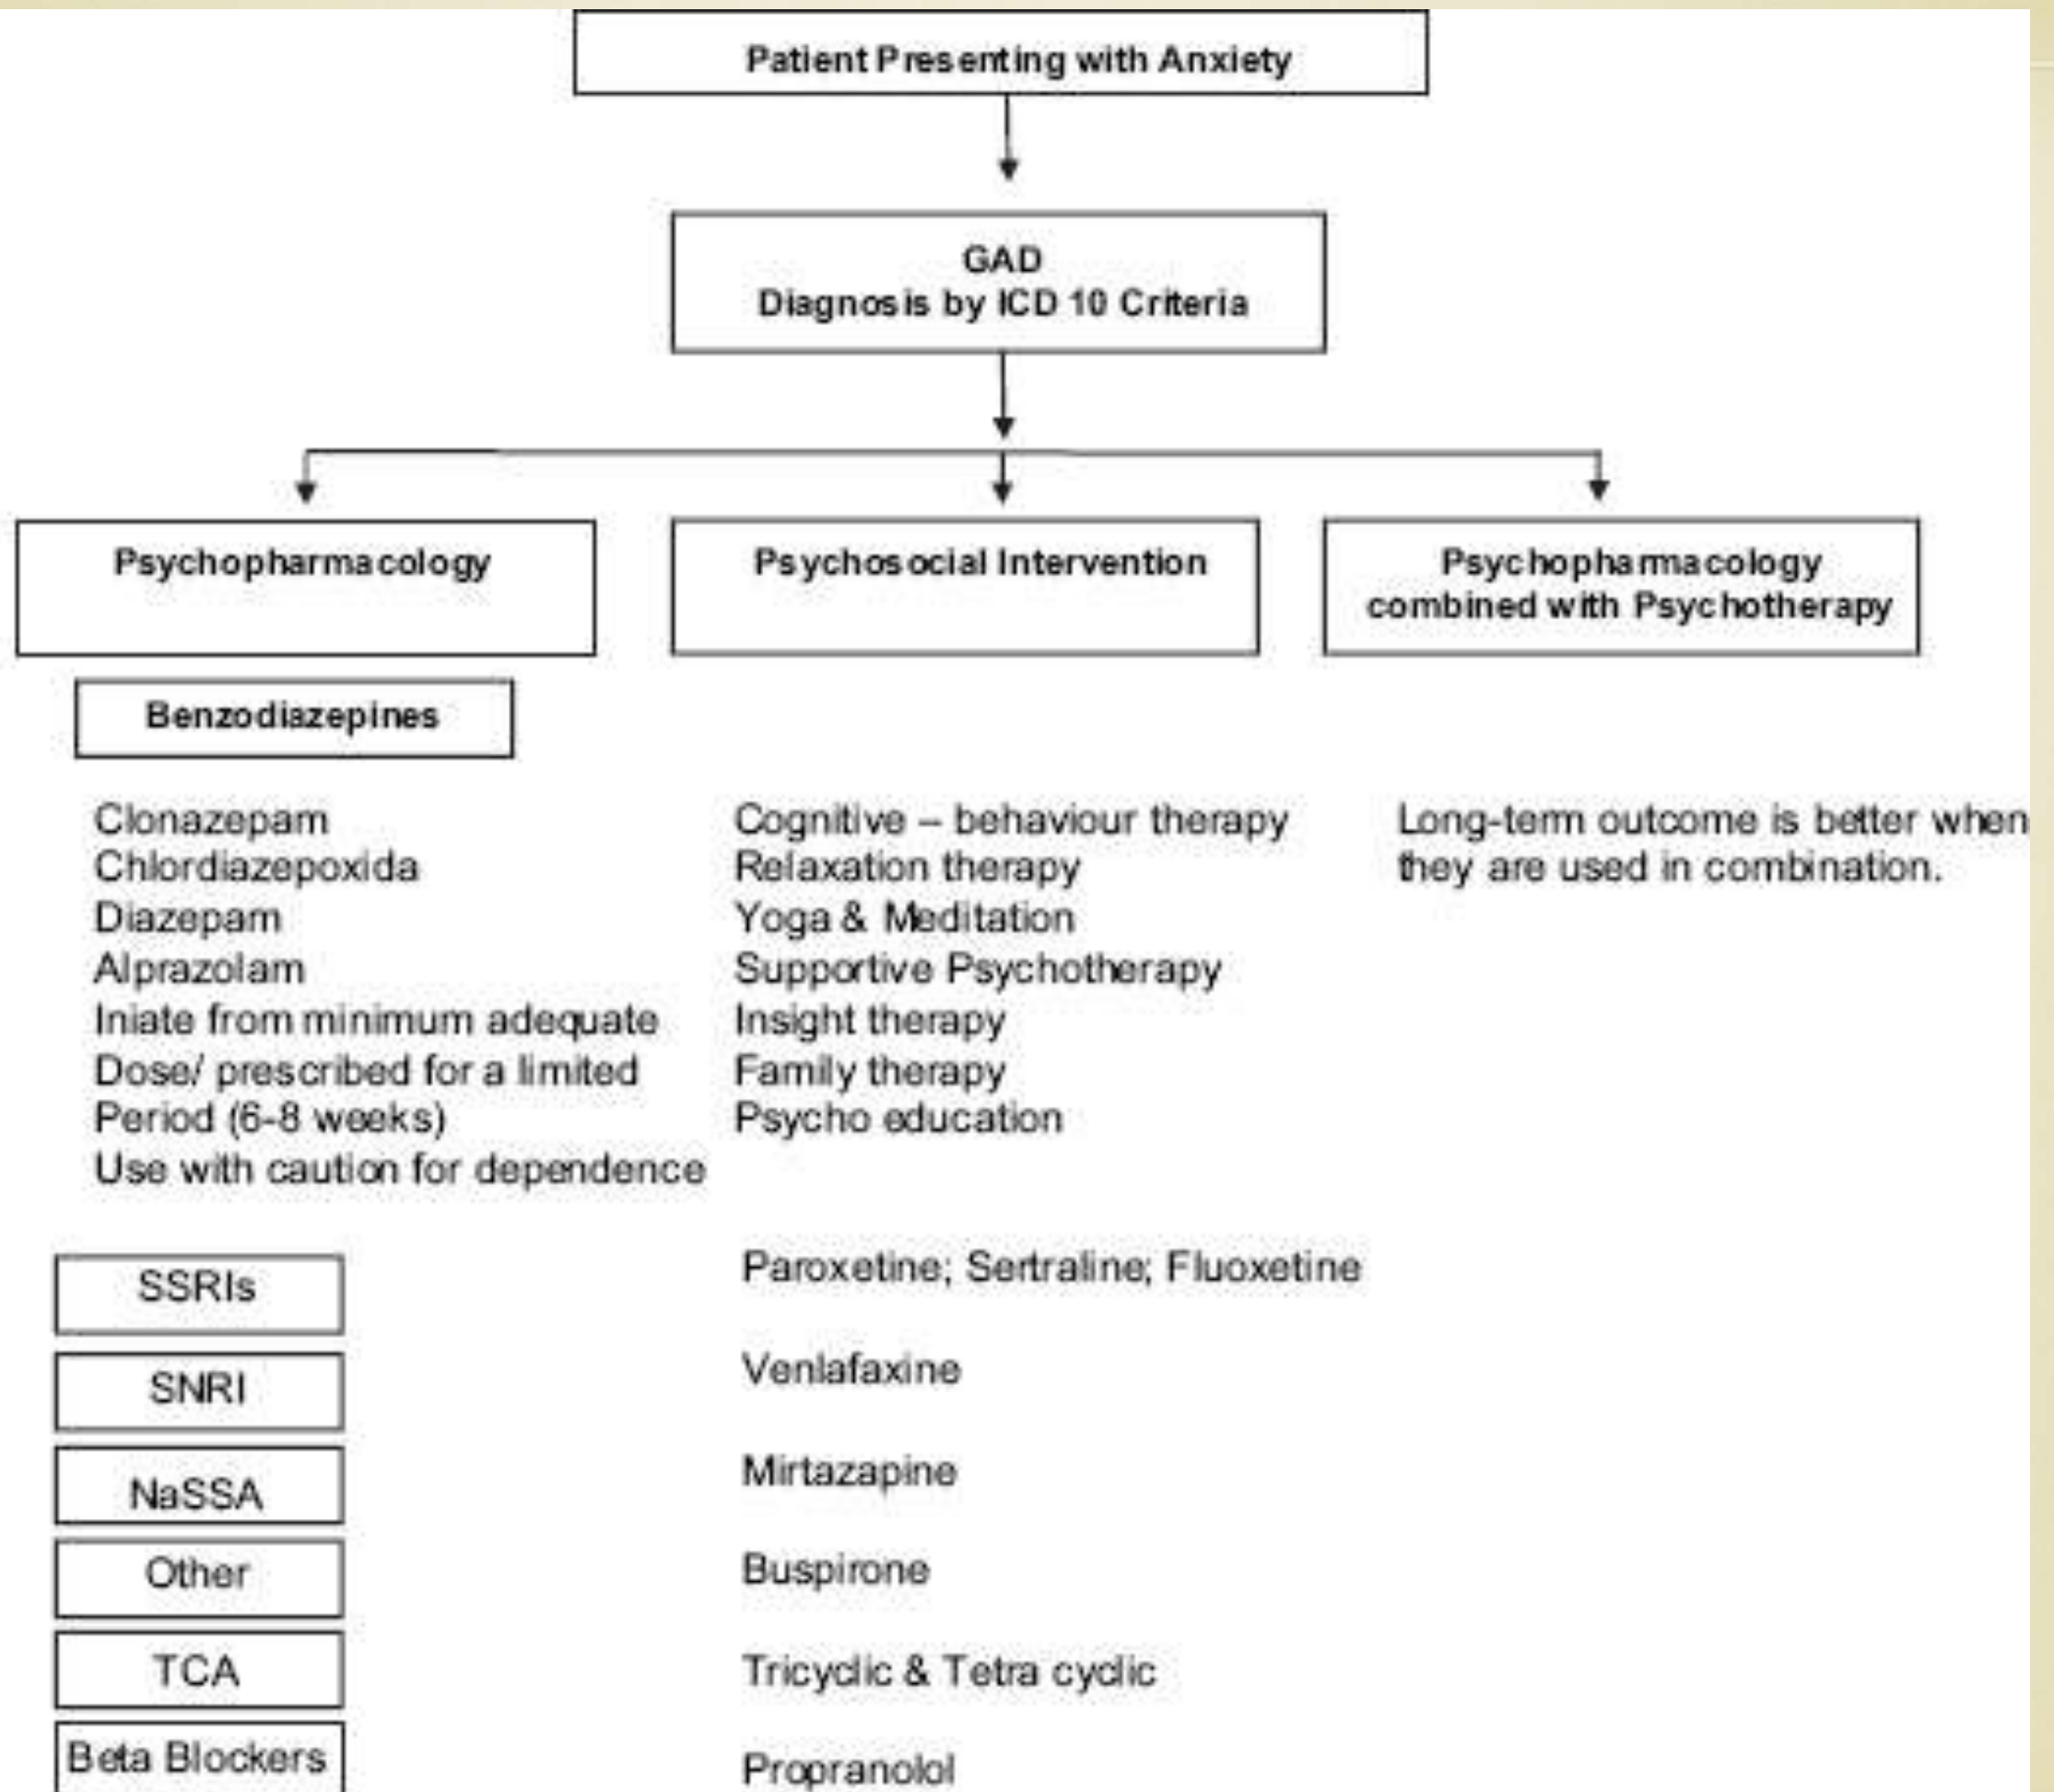 Patient Presenting with Anxiety
GAD
Diagnosis by ICD 10 Criteria
Psychopharmacology
Psychosocial Intervention
Psychopharmacology
combined with Psychotherapy
Benzodiazepines
Clonazepam
Chlordiazepoxida
Diazepam
Alprazolam
Iniate from minimum adequate
Dose/ prescribed for a limited
Period (6-8 weeks)
Use with caution for dependence
Cognitive – behaviour therapy
Relaxation therapy
Yoga & Meditation
Supportive Psychotherapy
Insight therapy
Family therapy
Psycho education
Long-term outcome is better when
they are used in combination.
SSRIs
Paroxetine; Sertraline; Fluoxetine
SNRI
Venlafaxine
NaSSA
Mirtazapine
Other
Buspirone
TCA
Tricyclic & Tetra cyclic
Beta Blockers
Propranolol